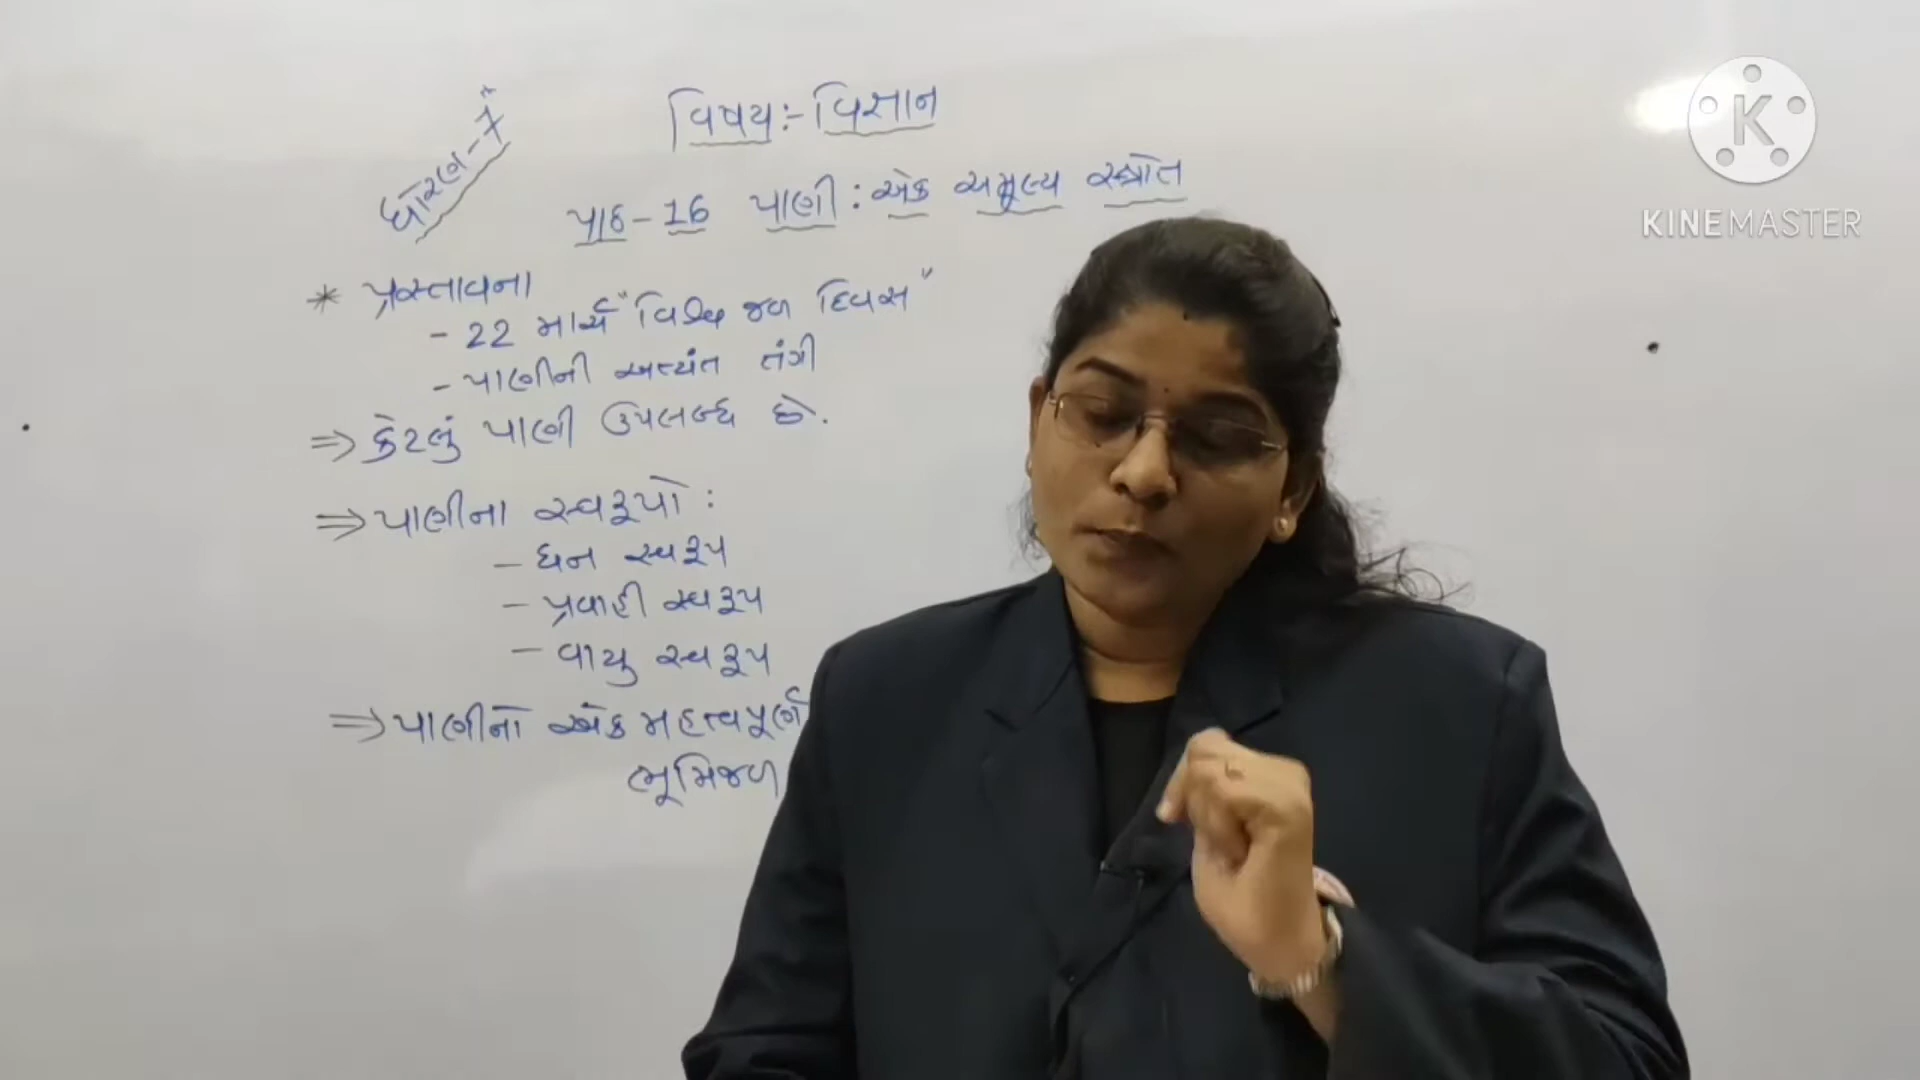 ધોરણ-7
વિષય:- વિજ્ઞાન
પાઠ-16 પાણી : એક અમૂલ્ય સ્ત્રોત
* પ્રસ્તાવના
- 22 માર્ચ "વિશ્વ જળ દિવસ"
- પાણીની અત્યંત તંગી
⇒ કેટલું પાણી ઉપલબ્ધ છે.
⇒ પાણીના સ્વરૂપો :
- ઘન સ્વરૂપ
- પ્રવાહી સ્વરૂપ
- વાયુ સ્વરૂપ
⇒ પાણીનો એક મહત્વપૂર્ણ
ભૂમિજળ
KINEMASTER